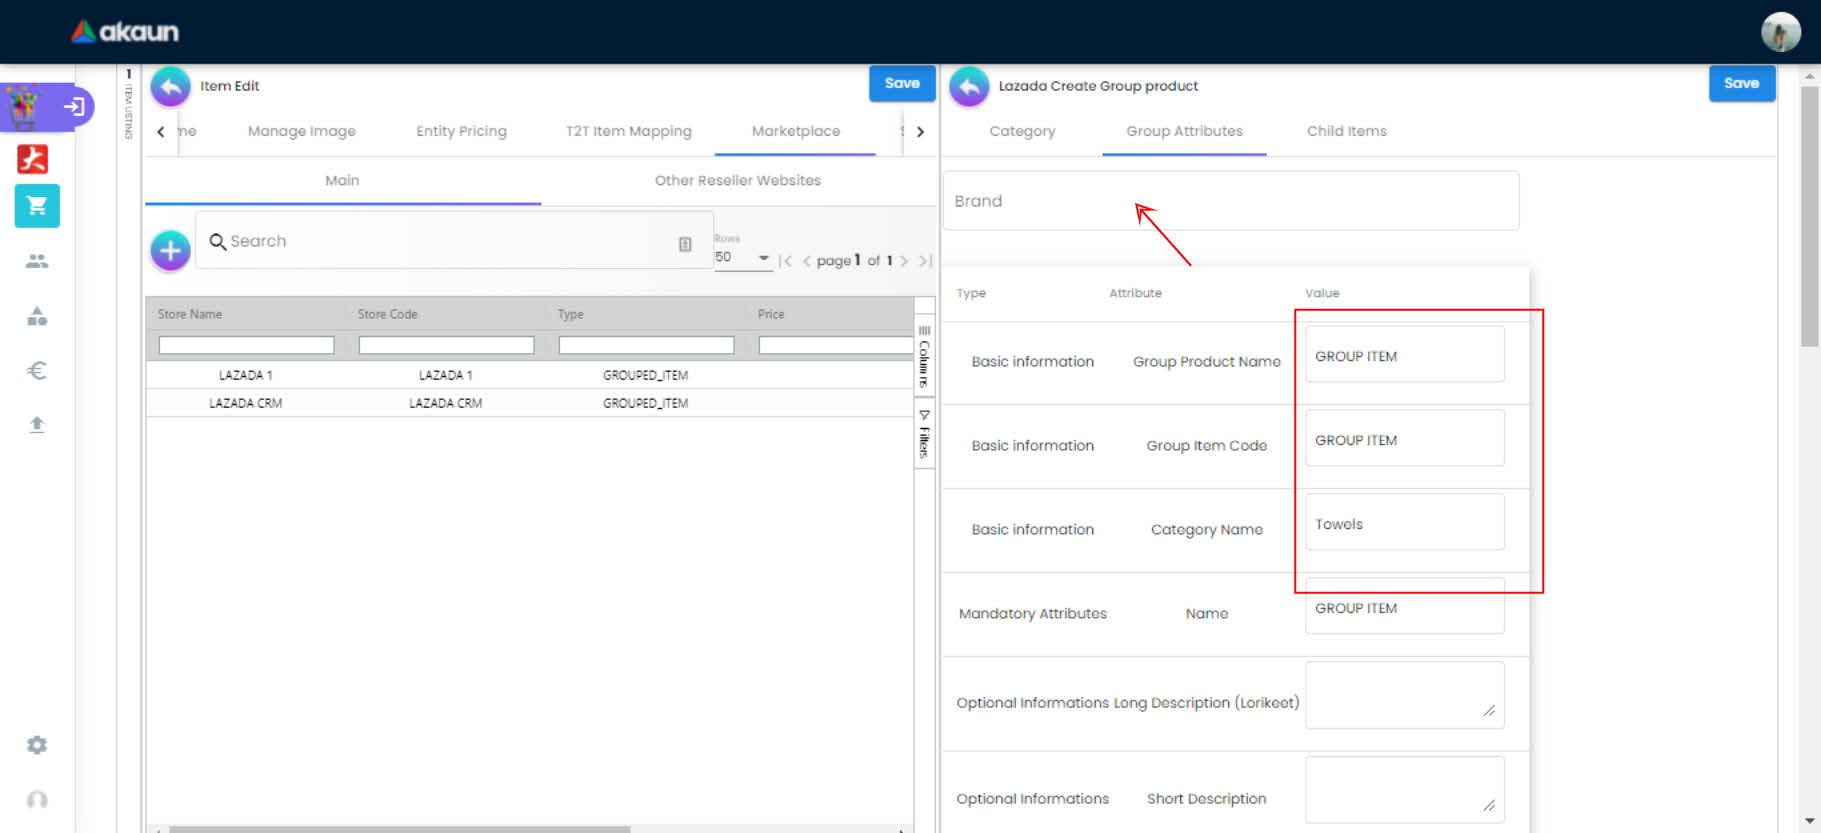 akaun
1
ITEM LISTING
Item Edit
Save
me
Manage Image
Entity Pricing
T2T Item Mapping
Marketplace
Main
Other Reseller Websites
Search
Rows
50
page 1 of 1
Store Name
Store Code
Type
Price
LAZADA 1
LAZADA 1
GROUPED_ITEM
LAZADA CRM
LAZADA CRM
GROUPED_ITEM
Columns
Filters
Lazada Create Group product
Save
Category
Group Attributes
Child Items
Brand
Type
Attribute
Value
Basic information
Group Product Name
GROUP ITEM
Basic information
Group Item Code
GROUP ITEM
Basic information
Category Name
Towels
Mandatory Attributes
Name
GROUP ITEM
Optional Informations
Long Description (Lorikeet)
Optional Informations
Short Description